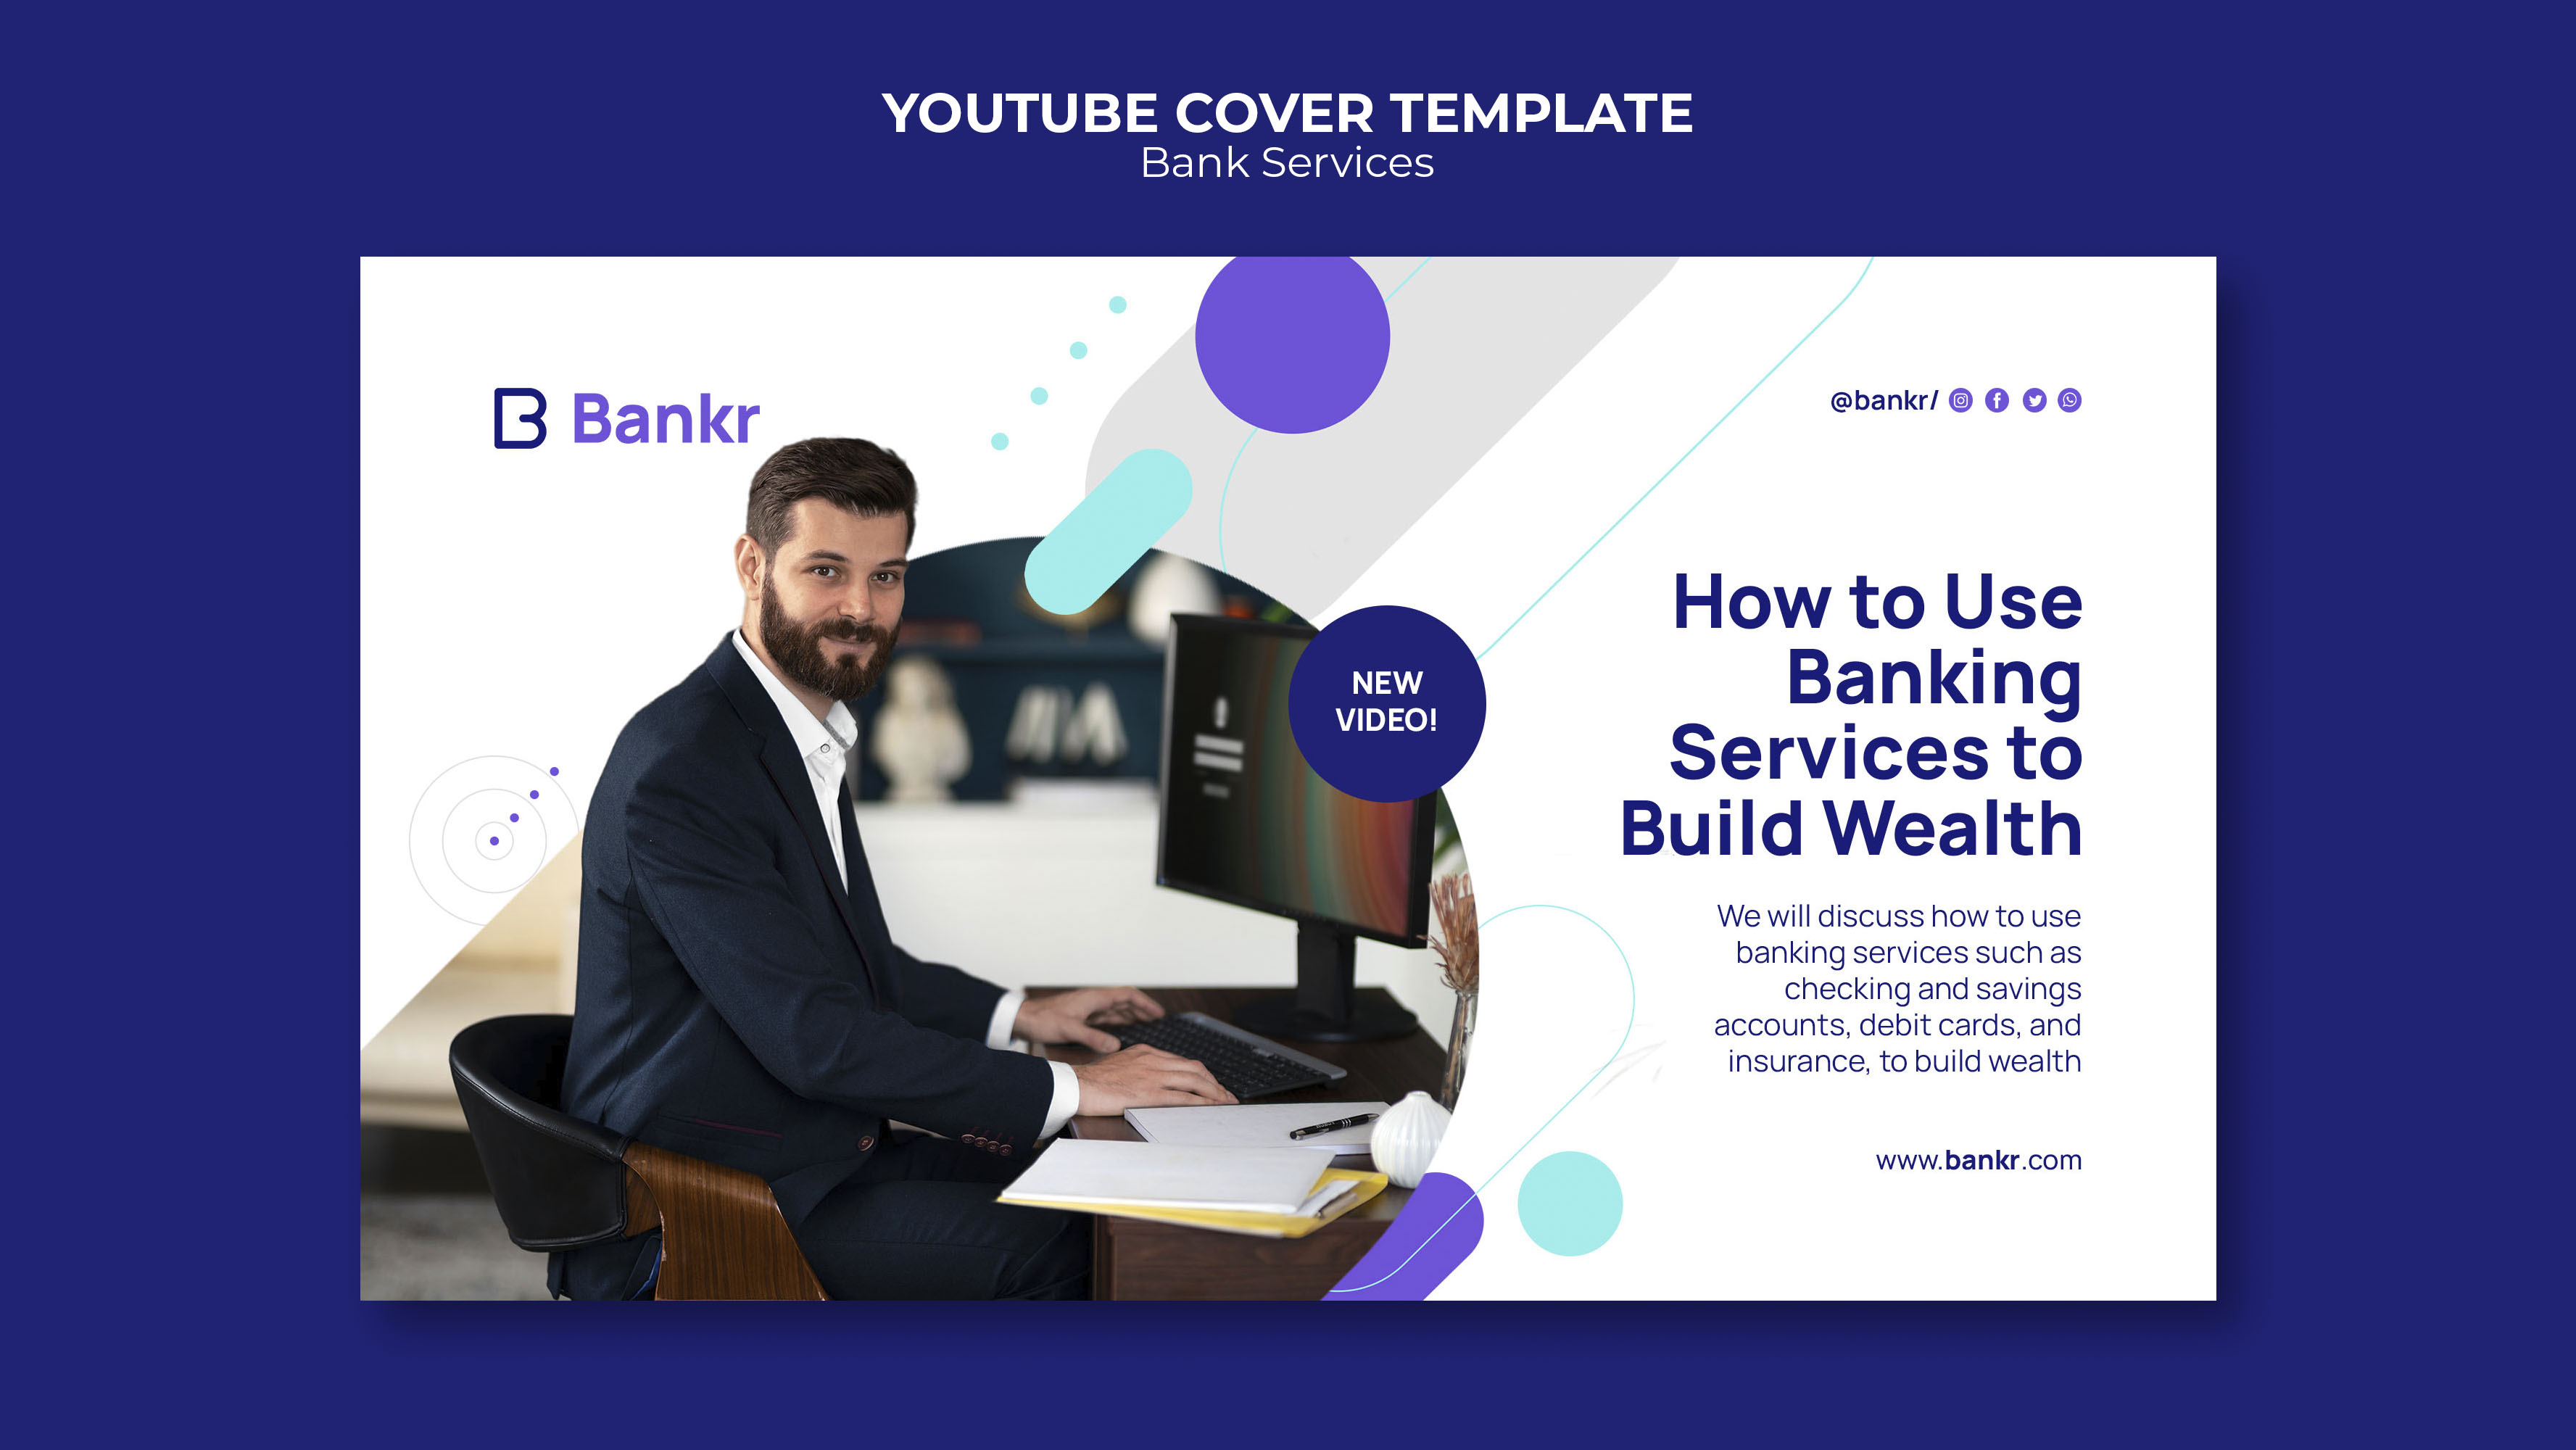 YOUTUBE COVER TEMPLATE
Bank Services
Bankr
@bankr/
NEW
VIDEO!
How to Use
Banking
Services to
Build Wealth
We will discuss how to use
banking services such as
checking and savings
accounts, debit cards, and
insurance, to build wealth
www.bankr.com